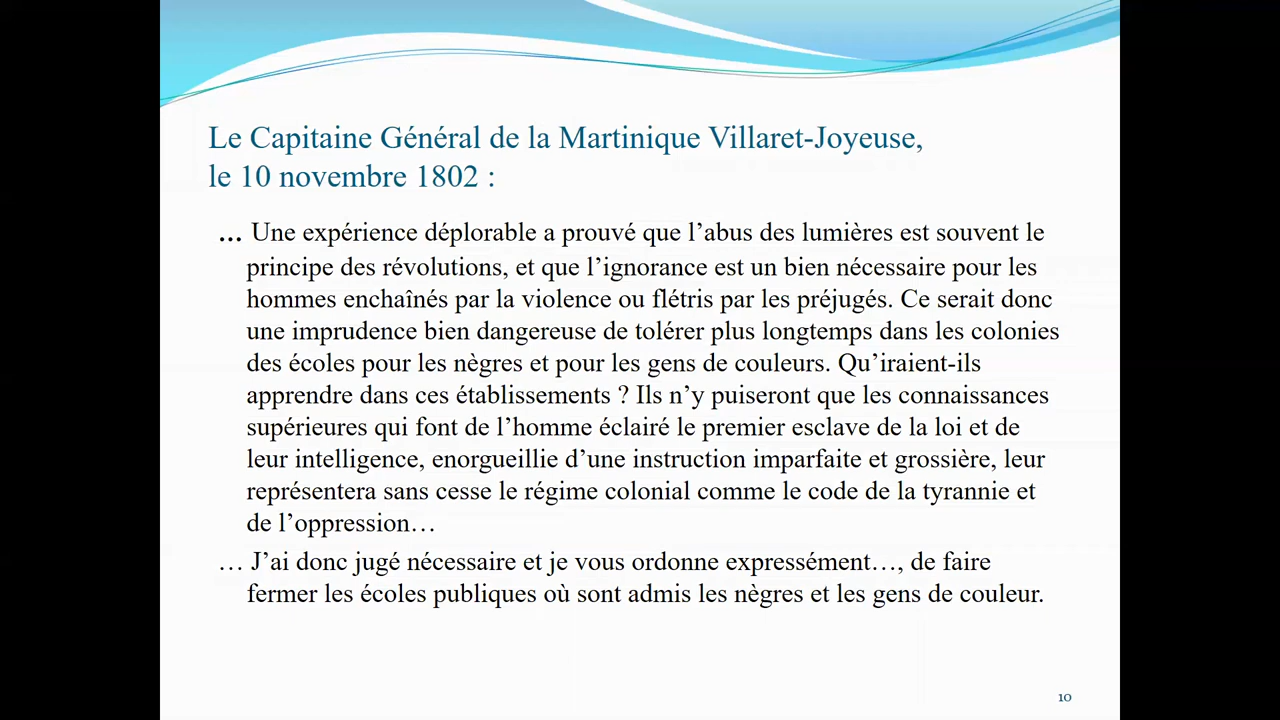 Le Capitaine Général de la Martinique Villaret-Joyeuse,
le 10 novembre 1802 :
… Une expérience déplorable a prouvé que l’abus des lumières est souvent le
principe des révolutions, et que l’ignorance est un bien nécessaire pour les
hommes enchaînés par la violence ou flétris par les préjugés. Ce serait donc
une imprudence bien dangereuse de tolérer plus longtemps dans les colonies
des écoles pour les nègres et pour les gens de couleurs. Qu’iraient-ils
apprendre dans ces établissements ? Ils n’y puiseront que les connaissances
supérieures qui font de l’homme éclairé le premier esclave de la loi et de
leur intelligence, enorgueillie d’une instruction imparfaite et grossière, leur
représentera sans cesse le régime colonial comme le code de la tyrannie et
de l’oppression…
… J’ai donc jugé nécessaire et je vous ordonne expressément…, de faire
fermer les écoles publiques où sont admis les nègres et les gens de couleur.
10